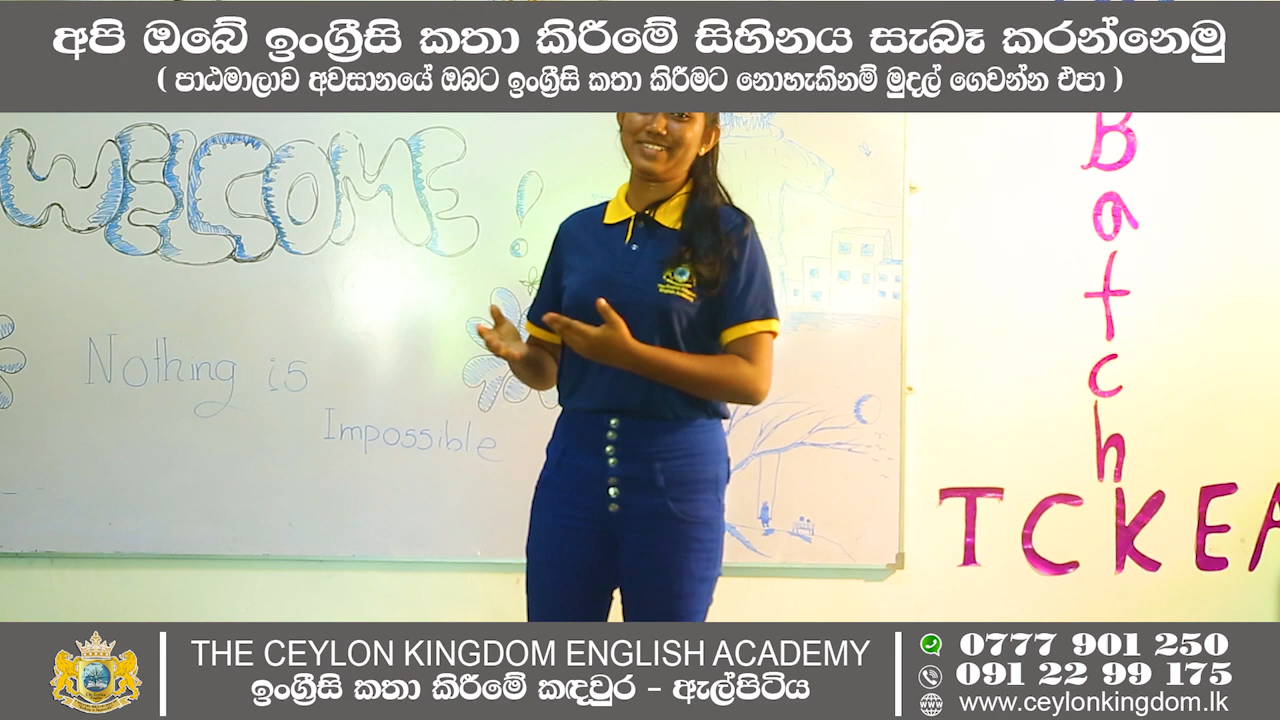 අපි ඔබේ ඉංග්‍රීසි කතා කිරීමේ සිහිනය සැබෑ කරන්නෙමු
( පාඨමාලාව අවසානයේ ඔබට ඉංග්‍රීසි කතා කිරීමට නොහැකිනම් මුදල් ගෙවන්න එපා )
WELCOME !
Nothing is
Impossible
Batch
TCKEA
THE CEYLON KINGDOM ENGLISH ACADEMY
ඉංග්‍රීසි කතා කිරීමේ කඳවුර - ඇල්පිටිය
0777 901 250
091 22 99 175
www.ceylonkingdom.lk